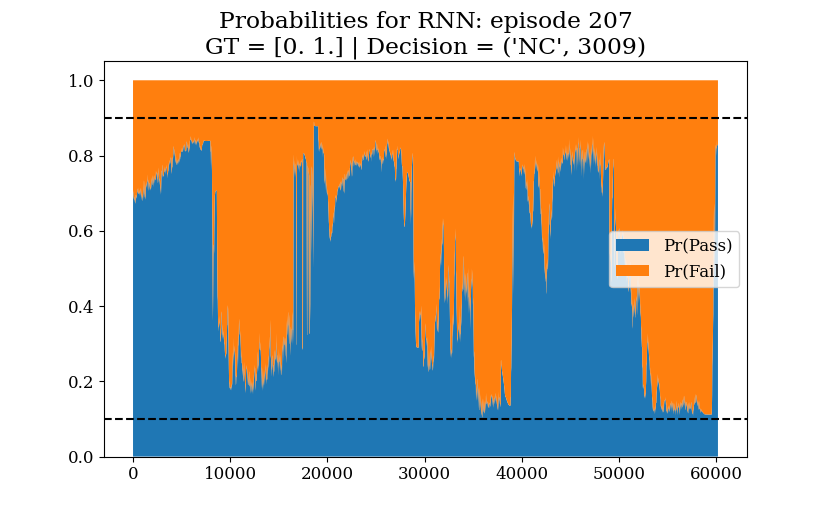 Probabilities for RNN: episode 207
GT = [0. 1.] | Decision = ('NC', 3009)
1.0
0.8
0.6
0.4
0.2
0.0
Pr(Pass)
Pr(Fail)
0 10000 20000 30000 40000 50000 60000